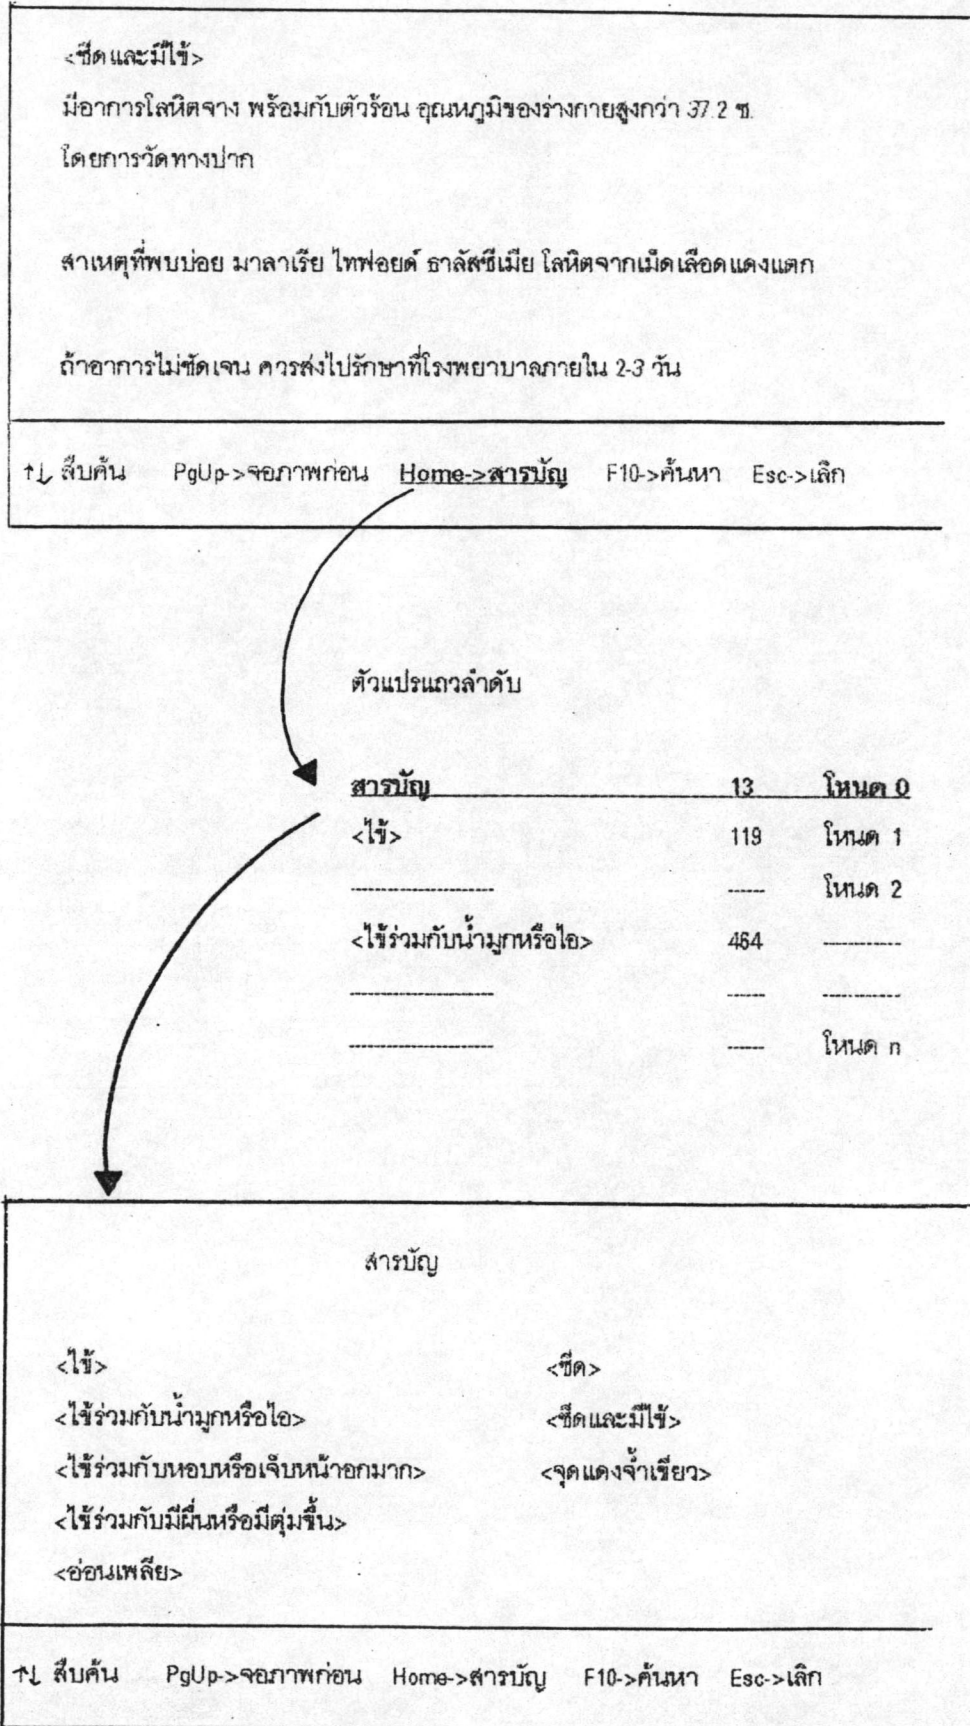 <ซีดและมีไข้>
มีอาการโลหิตจาง พร้อมกับตัวร้อน อุณหภูมิของร่างกายสูงกว่า 37.2 ซ.
โดยการวัดทางปาก
สาเหตุที่พบบ่อย มาลาเรีย ไทฟอยด์ ธาลัสซีเมีย โลหิตจากเม็ดเลือดแดงแตก
ถ้าอาการไม่ชัดเจน ควรส่งไปรักษาที่โรงพยาบาลภายใน 2-3 วัน
↑↓ สืบค้น PgUp->จอภาพก่อน Home->สารบัญ F10->ค้นหา Esc->เลิก
ตัวแปรแถวลำดับ
สารบัญ 13 โหนด 0
<ไข้> 119 โหนด 1
-------------------- ------ โหนด 2
<ไข้ร่วมกับน้ำมูกหรือไอ> 464 ------------
-------------------- ------ ------------
-------------------- ------ โหนด n
สารบัญ
<ไข้> <ซีด>
<ไข้ร่วมกับน้ำมูกหรือไอ> <ซีดและมีไข้>
<ไข้ร่วมกับหอบหรือเจ็บหน้าอกมาก> <จุดแดงจ้ำเขียว>
<ไข้ร่วมกับมีผื่นหรือมีตุ่มขึ้น>
<อ่อนเพลีย>
↑↓ สืบค้น PgUp->จอภาพก่อน Home->สารบัญ F10->ค้นหา Esc->เลิก